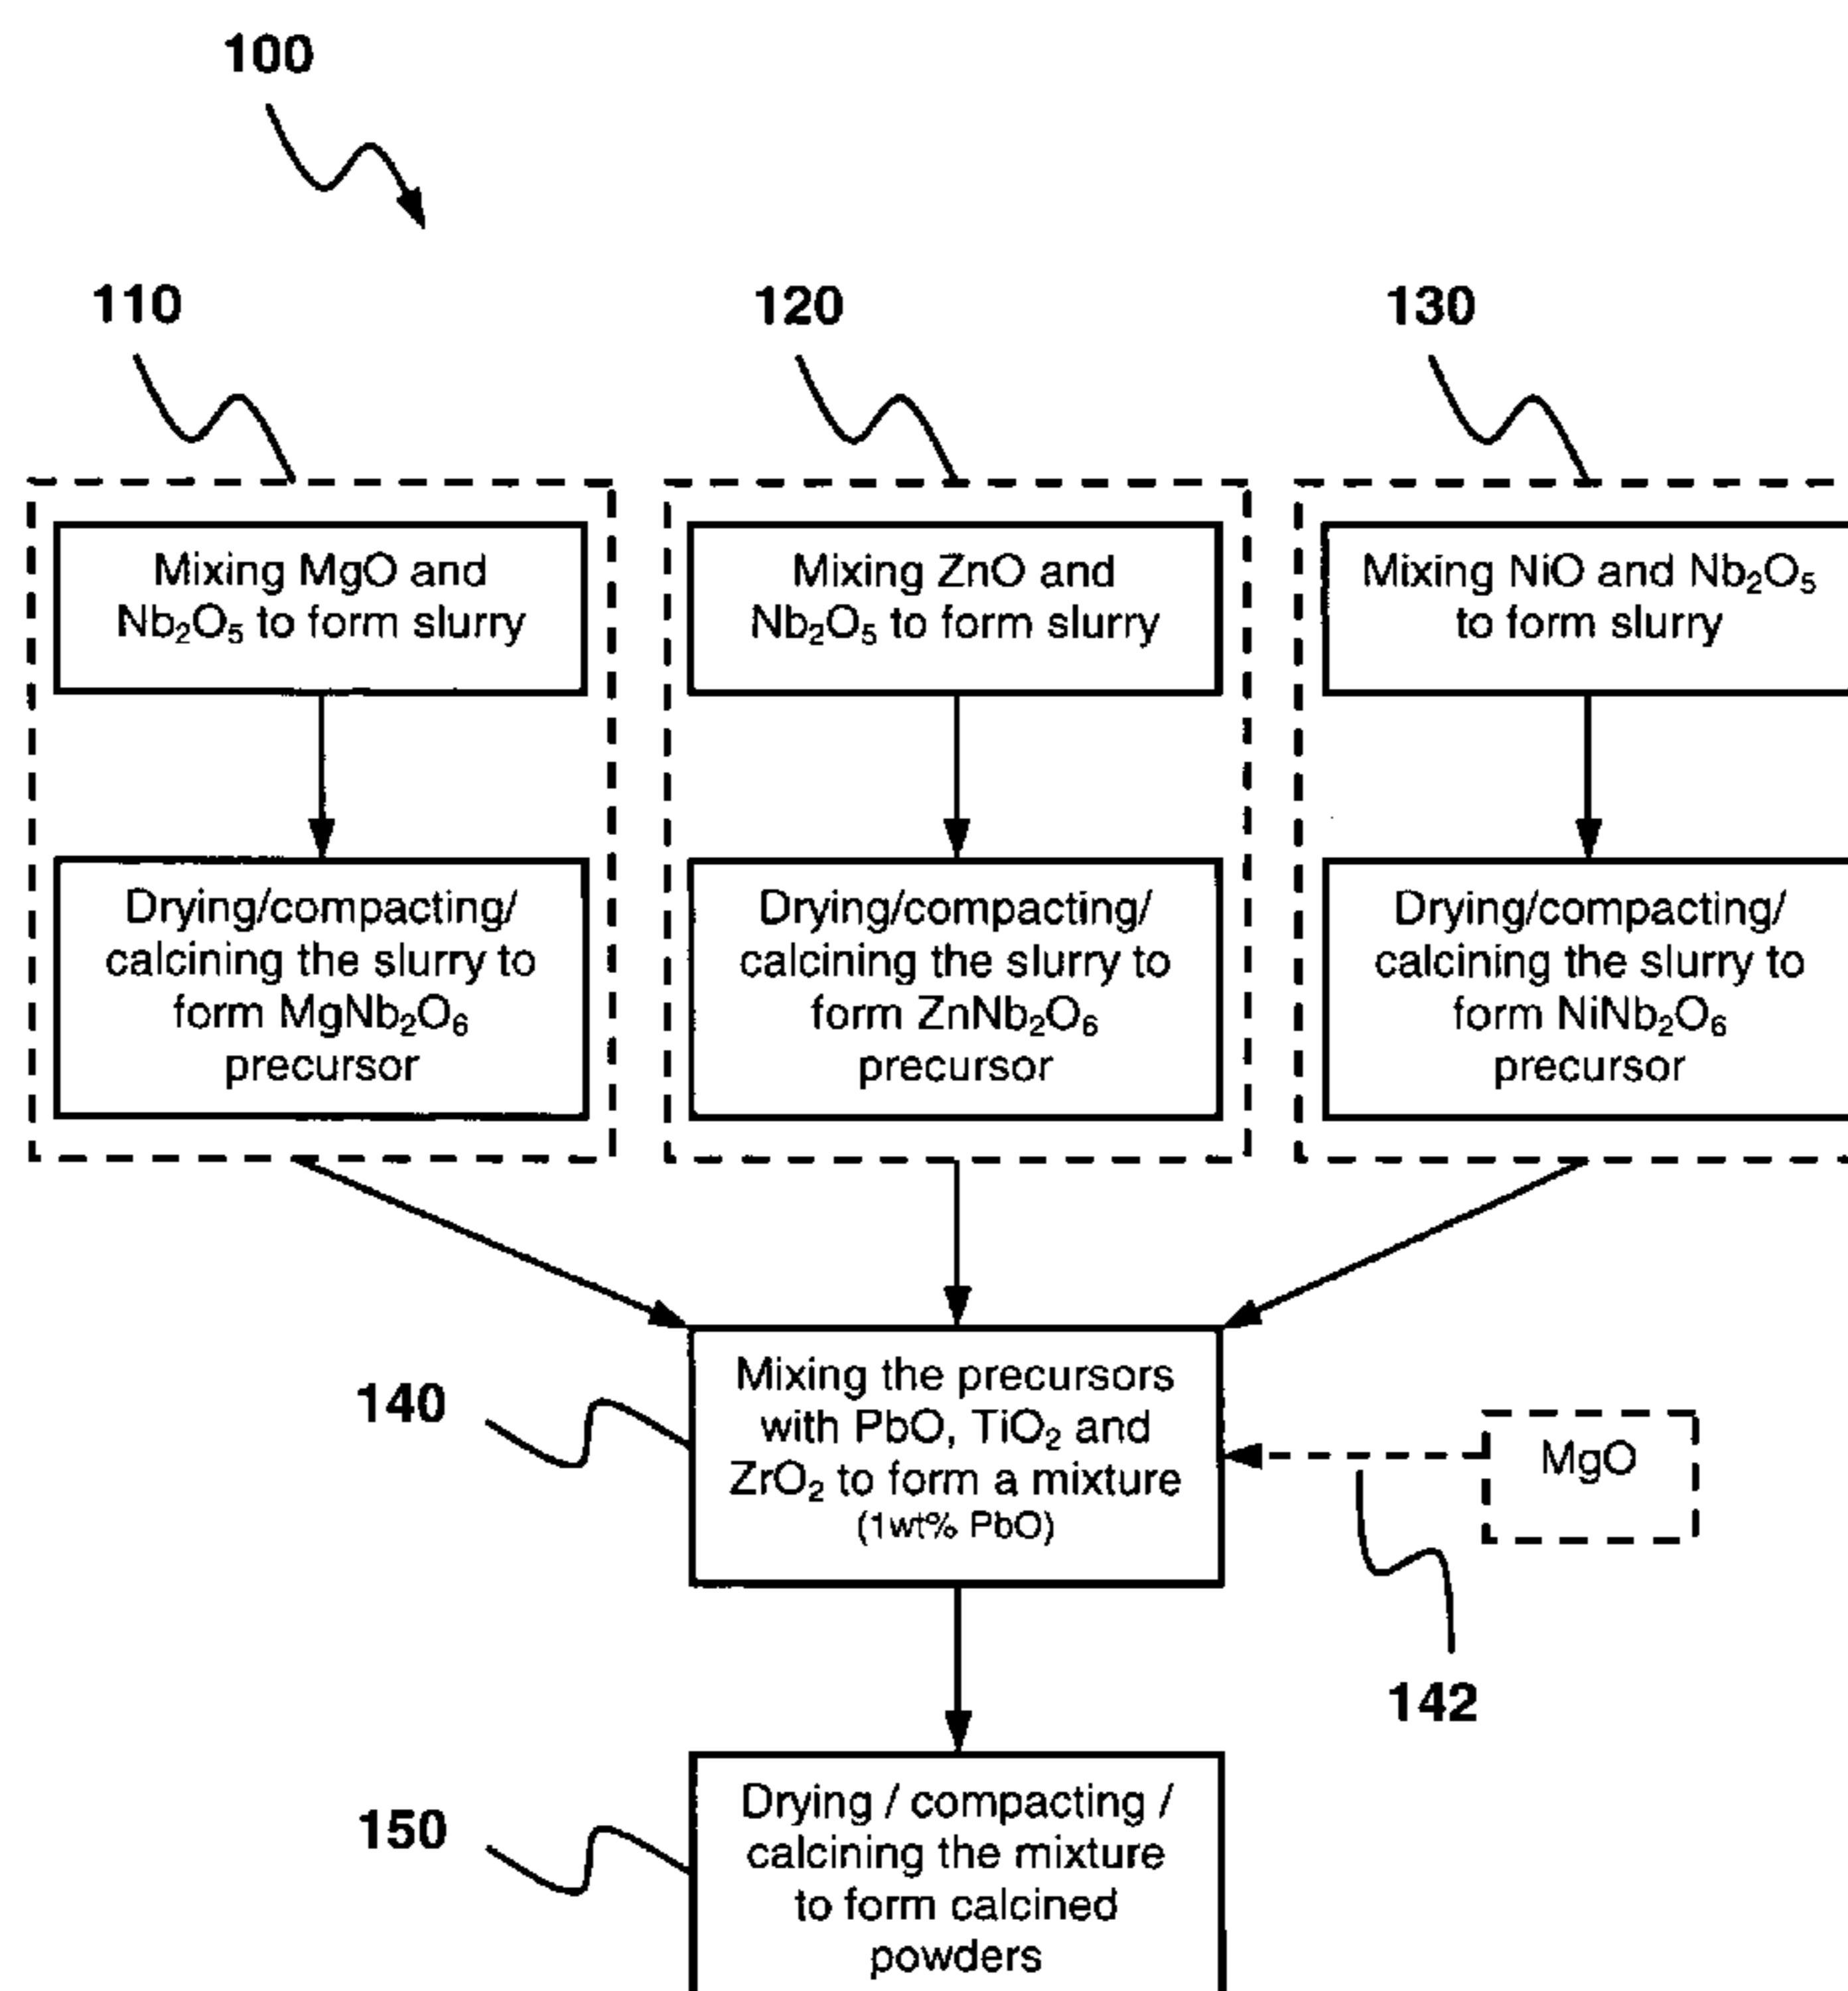 100
110
120
130
Mixing MgO and
Nb₂O₅ to form slurry
Mixing ZnO and
Nb₂O₅ to form slurry
Mixing NiO and Nb₂O₅
to form slurry
Drying/compacting/
calcining the slurry to
form MgNb₂O₆
precursor
Drying/compacting/
calcining the slurry to
form ZnNb₂O₆
precursor
Drying/compacting/
calcining the slurry to
form NiNb₂O₆
precursor
140
Mixing the precursors
with PbO, TiO₂ and
ZrO₂ to form a mixture
(1wt% PbO)
MgO
142
150
Drying / compacting /
calcining the mixture
to form calcined
powders